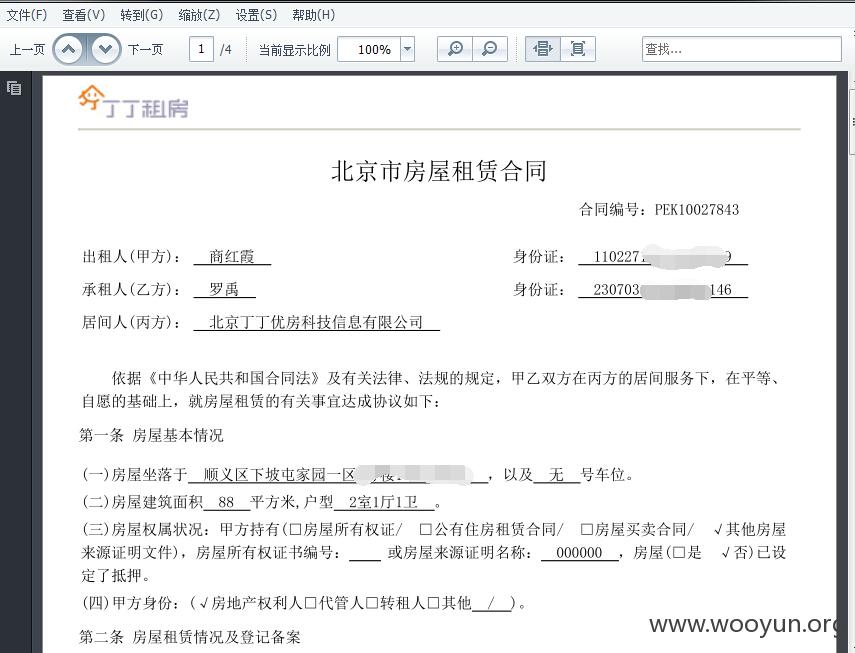 文件(F) 查看(V) 转到(G) 缩放(Z) 设置(S) 帮助(H)
上一页 下一页 1 /4 当前显示比例 100% 查找...
丁丁租房
北京市房屋租赁合同
合同编号：PEK10027843
出租人(甲方)： 商红霞 身份证： 110227 9
承租人(乙方)： 罗禹 身份证： 230703 146
居间人(丙方)： 北京丁丁优房科技信息有限公司
依据《中华人民共和国合同法》及有关法律、法规的规定，甲乙双方在丙方的居间服务下，在平等、
自愿的基础上，就房屋租赁的有关事宜达成协议如下：
第一条 房屋基本情况
(一)房屋坐落于 顺义区下坡屯家园一区 ，以及 无 号车位。
(二)房屋建筑面积 88 平方米,户型 2室1厅1卫 。
(三)房屋权属状况：甲方持有(□房屋所有权证/ □公有住房租赁合同/ □房屋买卖合同/ √其他房屋
来源证明文件)，房屋所有权证书编号：____ 或房屋来源证明名称： 000000 ，房屋(□是 √否)已设
定了抵押。
(四)甲方身份：(√房地产权利人□代管人□转租人□其他 / )。
第二条 房屋租赁情况及登记备案
www.wooyun.org